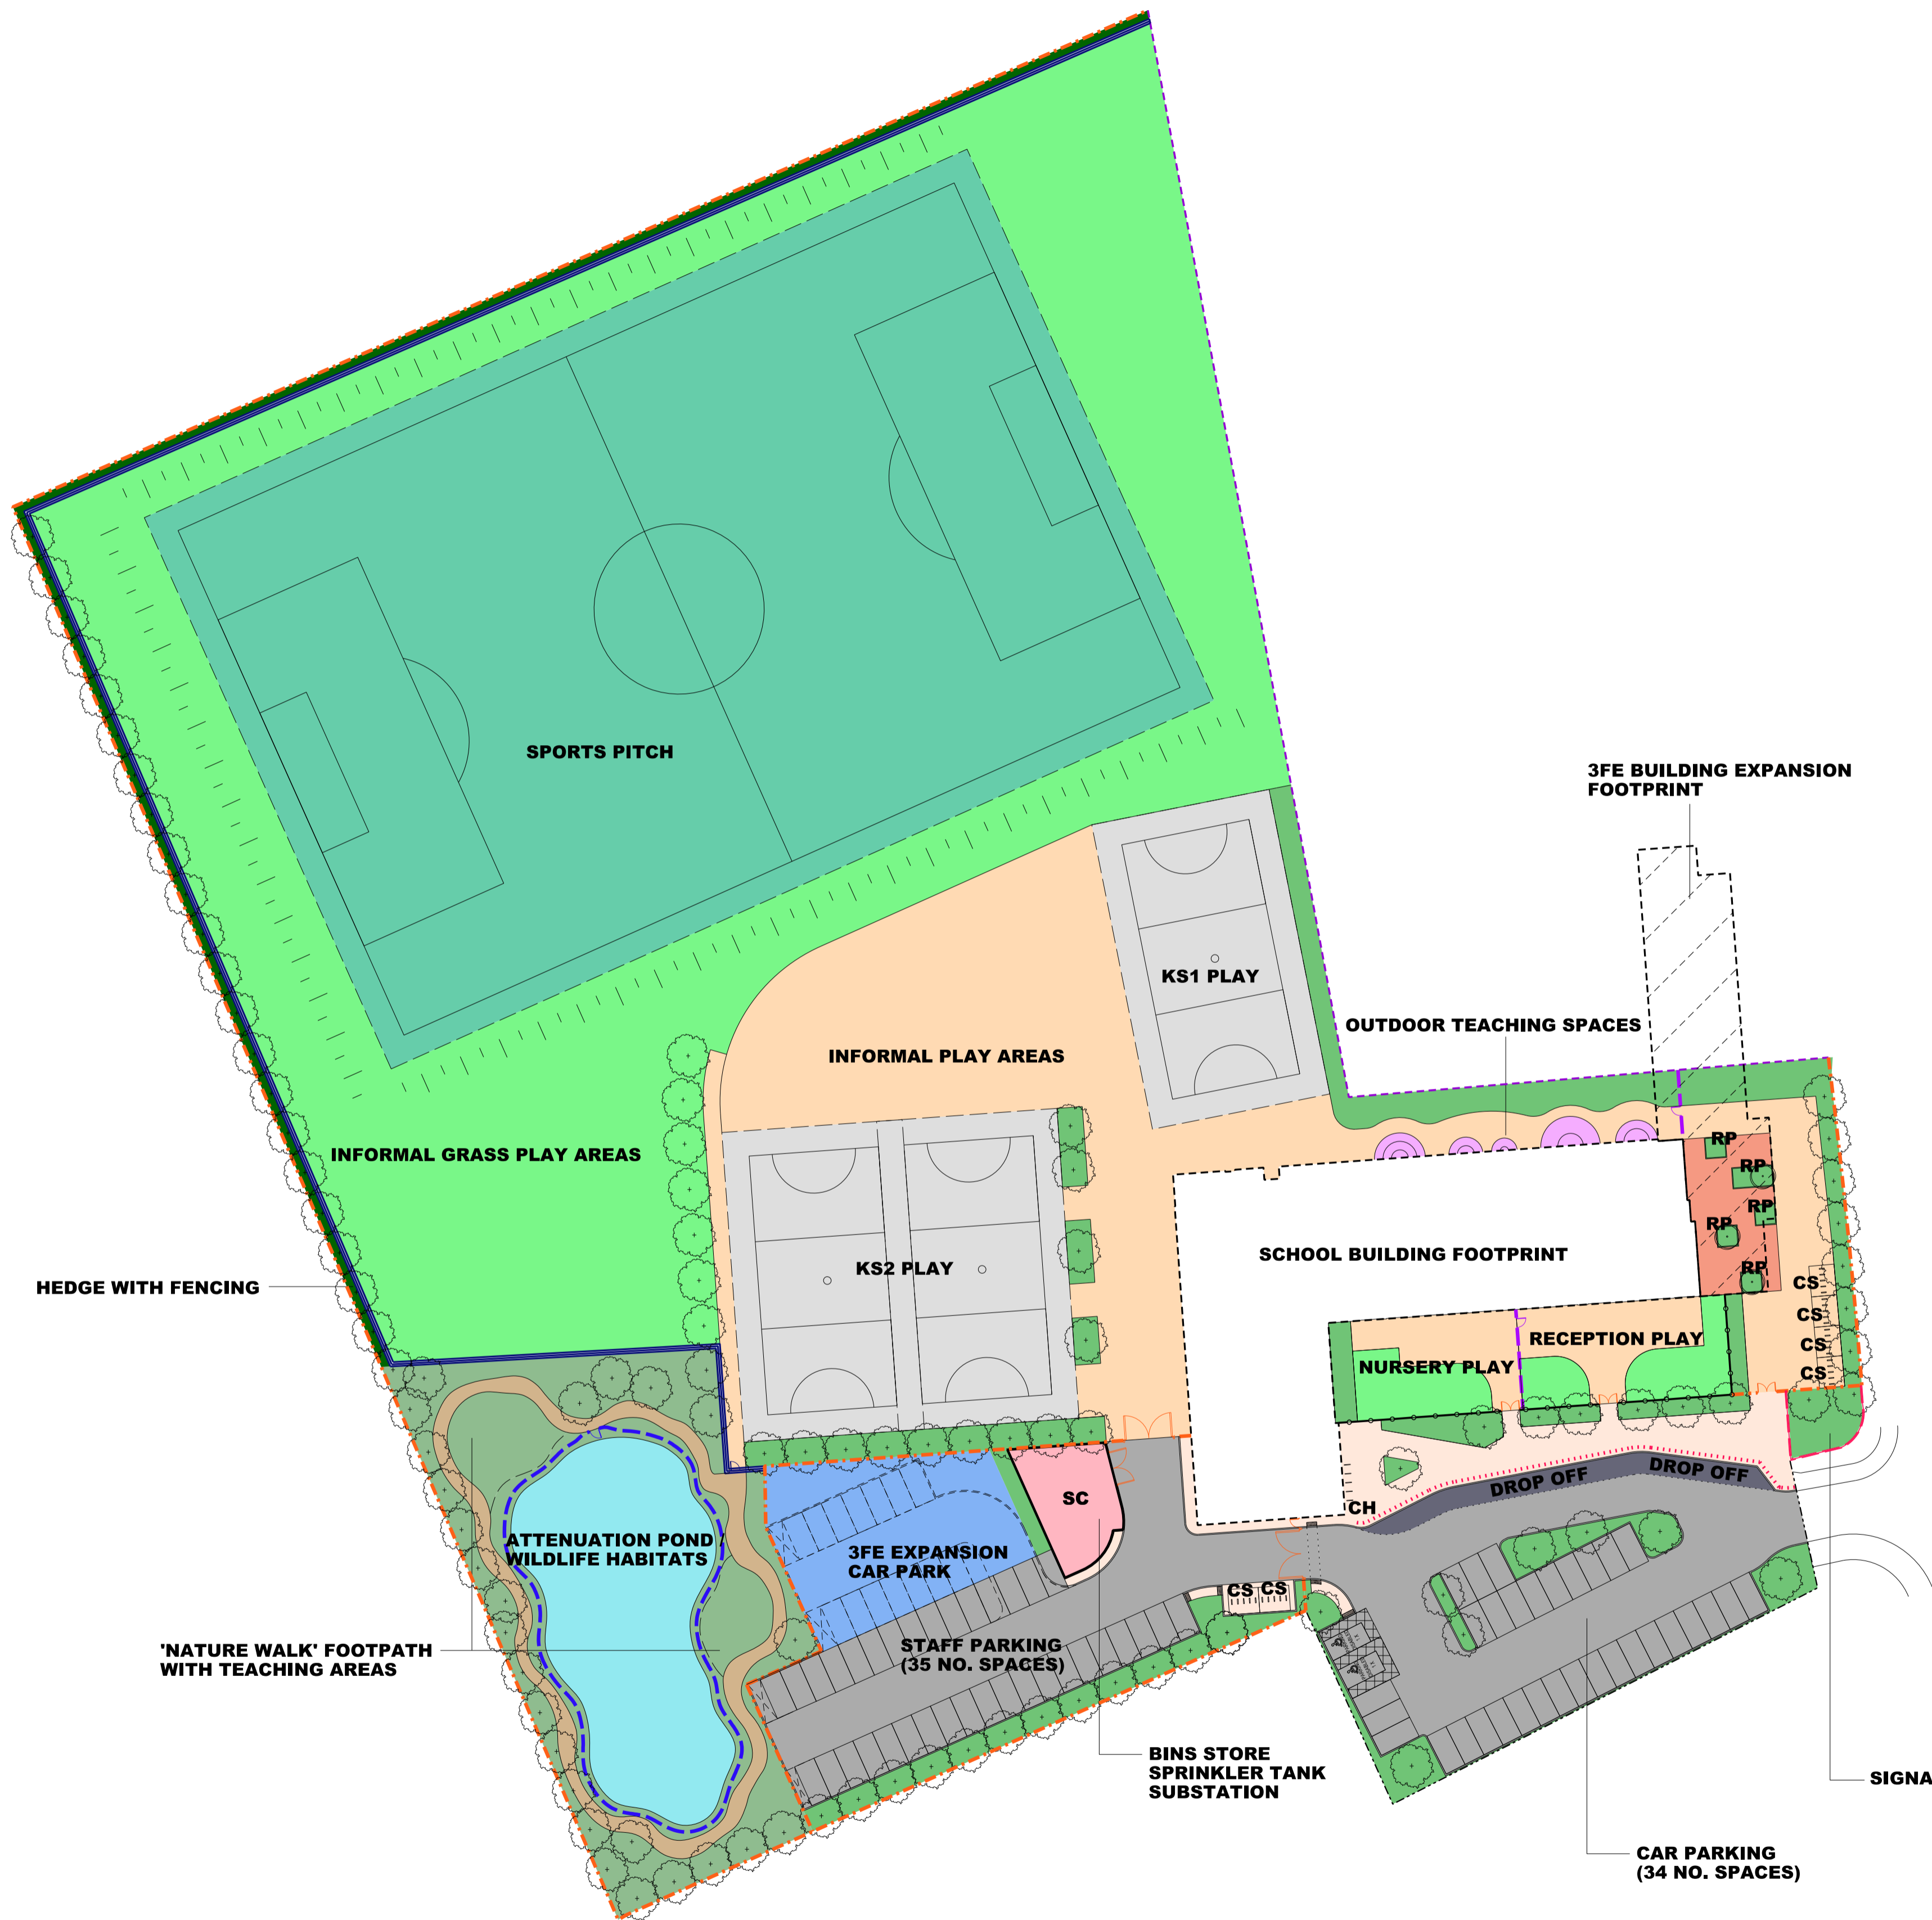 SPORTS PITCH
3FE BUILDING EXPANSION
FOOTPRINT
KS1 PLAY
OUTDOOR TEACHING SPACES
INFORMAL PLAY AREAS
INFORMAL GRASS PLAY AREAS
RP
RP
RP
RP
RP
SCHOOL BUILDING FOOTPRINT
KS2 PLAY
HEDGE WITH FENCING
CS
CS
CS
CS
RECEPTION PLAY
NURSERY PLAY
DROP OFF
DROP OFF
SC
CH
ATTENUATION POND /
WILDLIFE HABITATS
3FE EXPANSION
CAR PARK
CS CS
'NATURE WALK' FOOTPATH
WITH TEACHING AREAS
STAFF PARKING
(35 NO. SPACES)
BINS STORE
SPRINKLER TANK
SUBSTATION
SIGNA
CAR PARKING
(34 NO. SPACES)